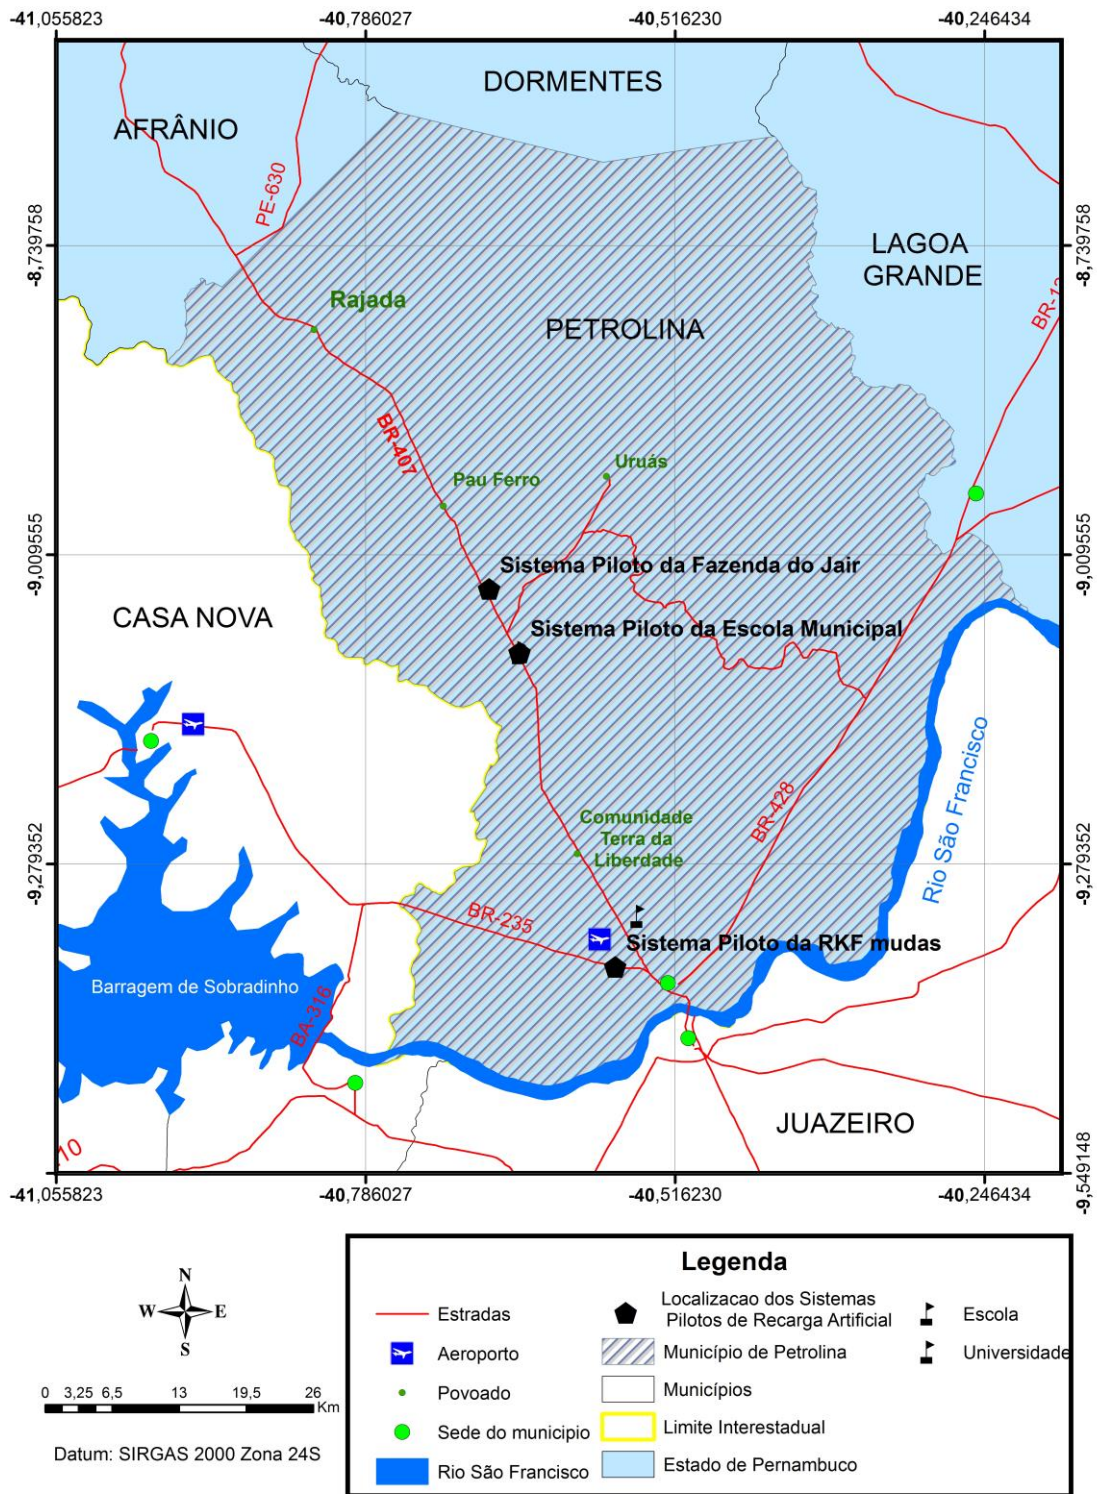 -41,055823
-40,786027
-40,516230
-40,246434
DORMENTES
AFRÂNIO
PE-630
-8,739758
-8,739758
LAGOA
GRANDE
Rajada
PETROLINA
BR-407
Uruás
Pau Ferro
-9,009555
-9,009555
Sistema Piloto da Fazenda do Jair
CASA NOVA
Sistema Piloto da Escola Municipal
Rio São Francisco
BR-428
Comunidade
Terra da
Liberdade
-9,279352
-9,279352
BR-235
Sistema Piloto da RKF mudas
Barragem de Sobradinho
BA-316
JUAZEIRO
10
-9,549148
-41,055823
-40,786027
-40,516230
-40,246434
Legenda
N
W
E
S
Estradas
Localizacao dos Sistemas
Pilotos de Recarga Artificial
Escola
Aeroporto
Município de Petrolina
Universidade
Povoado
Municípios
0 3,25 6,5 13 19,5 26
Km
Sede do municipio
Limite Interestadual
Datum: SIRGAS 2000 Zona 24S
Rio São Francisco
Estado de Pernambuco